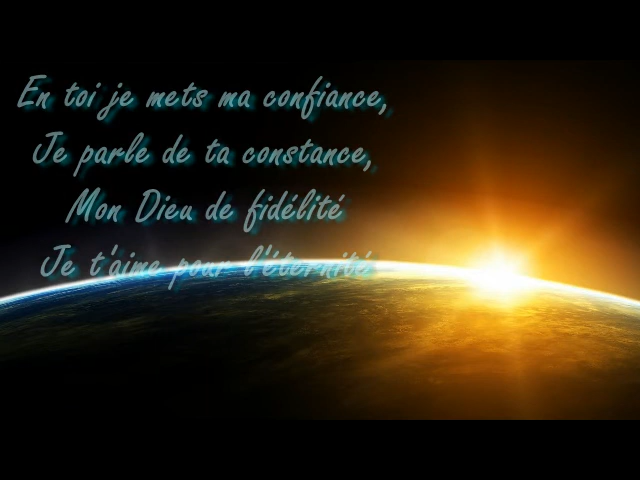 En toi je mets ma confiance,
Je parle de ta constance,
Mon Dieu de fidélité
Je t'aime pour l'éternité